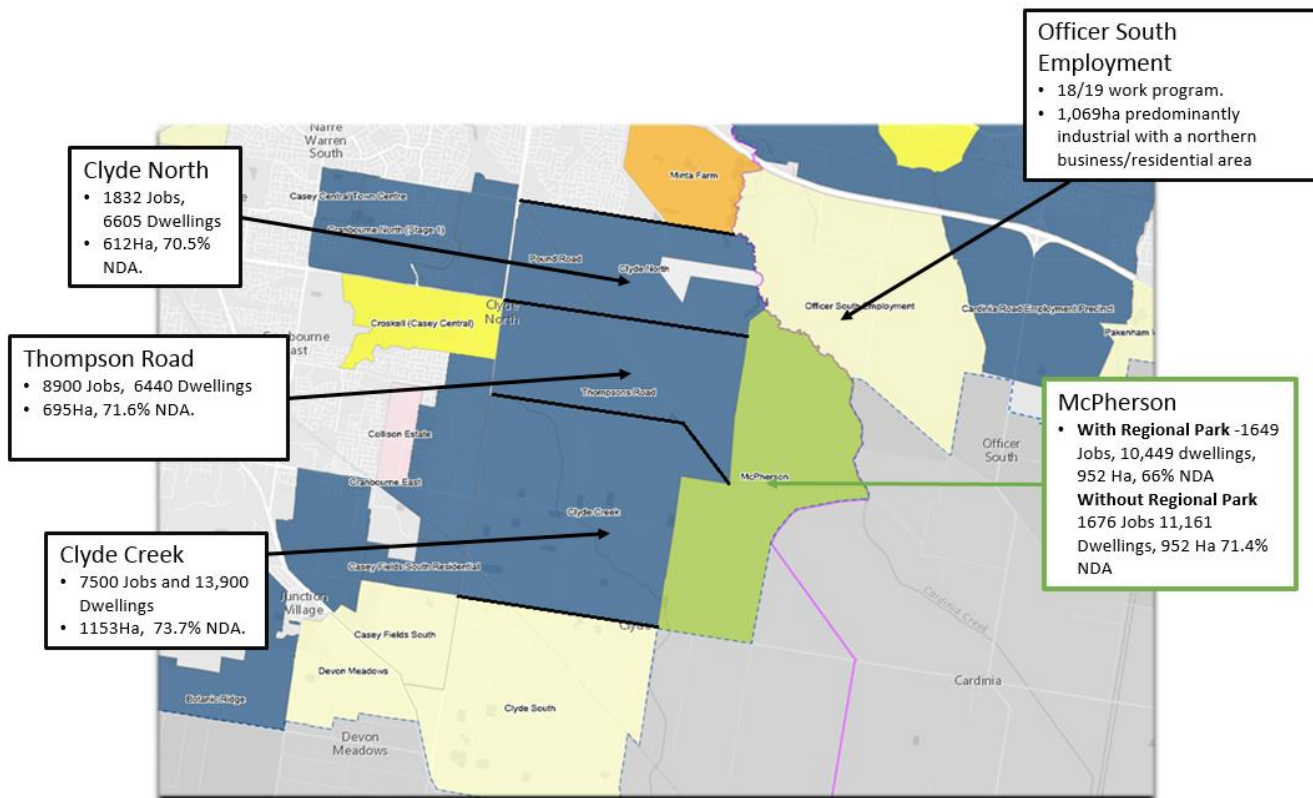 Officer South
Employment
• 18/19 work program.
• 1,069ha predominantly
industrial with a northern
business/residential area
Clyde North
• 1832 Jobs,
6605 Dwellings
• 612Ha, 70.5%
NDA.
Thompson Road
• 8900 Jobs, 6440 Dwellings
• 695Ha, 71.6% NDA.
Clyde Creek
• 7500 Jobs and 13,900
Dwellings
• 1153Ha, 73.7% NDA.
McPherson
• With Regional Park -1649
Jobs, 10,449 dwellings,
952 Ha, 66% NDA
Without Regional Park
1676 Jobs 11,161
Dwellings, 952 Ha 71.4%
NDA
Narre
Warren
South
Minta Farm
Casey Central Town Centre
Cranbourne North (Stage 1)
Pound Road
Clyde North
Officer South Employment
Cardinia Road Employment Precinct
Pakenham
Croskell (Casey Central)
Clyde
North
East
Thompsons Road
Collison Estate
Cranbourne East
McPherson
Officer
South
Clyde Creek
Casey Fields South Residential
Junction
Village
Casey Fields South
Clyde
Cardinia Creek
Devon Meadows
Botanic Ridge
Clyde South
Cardinia
Devon
Meadows